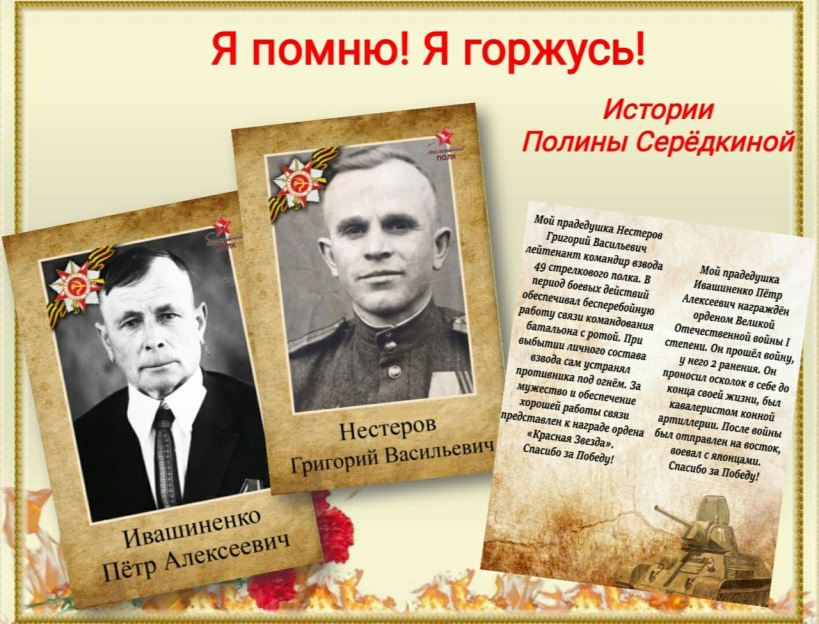 Я помню! Я горжусь!
Истории
Полины Серёдкиной
ПОЛК
Нестеров
Григорий Васильевич
Ивашиненко
Пётр Алексеевич
Мой прадедушка Нестеров
Григорий Васильевич
лейтенант командир взвода
49 стрелкового полка. В
период боевых действий
обеспечивал бесперебойную
работу связи командования
батальона с ротой. При
выбытии личного состава
взвода сам устранял
противника под огнём. За
мужество и обеспечение
хорошей работы связи
представлен к награде ордена
«Красная Звезда».
Спасибо за Победу!
Мой прадедушка
Ивашиненко Пётр
Алексеевич награждён
орденом Великой
Отечественной войны I
степени. Он прошёл войну,
у него 2 ранения. Он
проносил осколок в себе до
конца своей жизни, был
кавалеристом конной
артиллерии. После войны
был отправлен на восток,
воевал с японцами.
Спасибо за Победу!